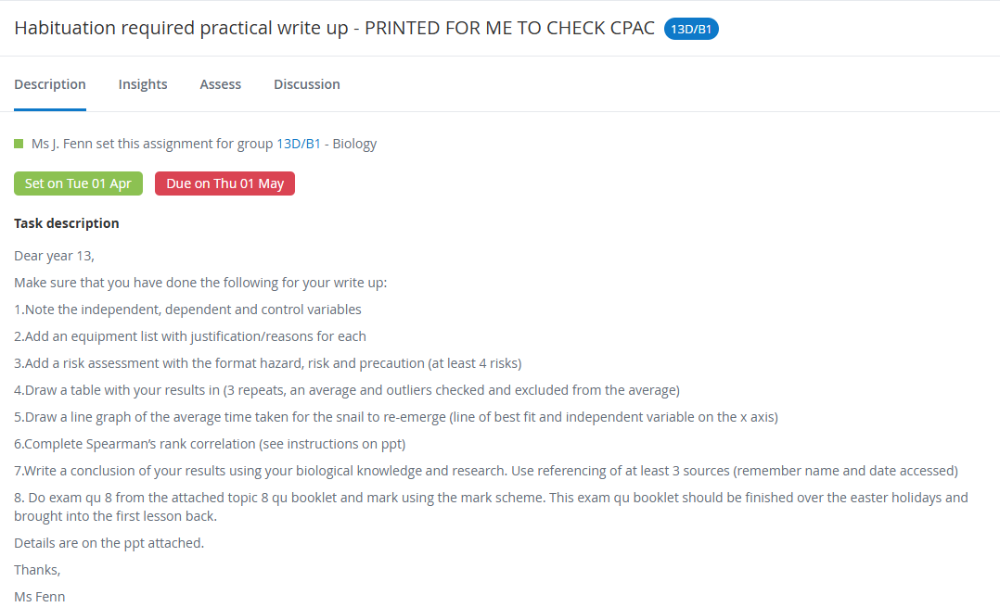 Habituation required practical write up - PRINTED FOR ME TO CHECK CPAC 13D/B1
Description Insights Assess Discussion
Ms J. Fenn set this assignment for group 13D/B1 - Biology
Set on Tue 01 Apr Due on Thu 01 May
Task description
Dear year 13,
Make sure that you have done the following for your write up:
1.Note the independent, dependent and control variables
2.Add an equipment list with justification/reasons for each
3.Add a risk assessment with the format hazard, risk and precaution (at least 4 risks)
4.Draw a table with your results in (3 repeats, an average and outliers checked and excluded from the average)
5.Draw a line graph of the average time taken for the snail to re-emerge (line of best fit and independent variable on the x axis)
6.Complete Spearman’s rank correlation (see instructions on ppt)
7.Write a conclusion of your results using your biological knowledge and research. Use referencing of at least 3 sources (remember name and date accessed)
8. Do exam qu 8 from the attached topic 8 qu booklet and mark using the mark scheme. This exam qu booklet should be finished over the easter holidays and
brought into the first lesson back.
Details are on the ppt attached.
Thanks,
Ms Fenn